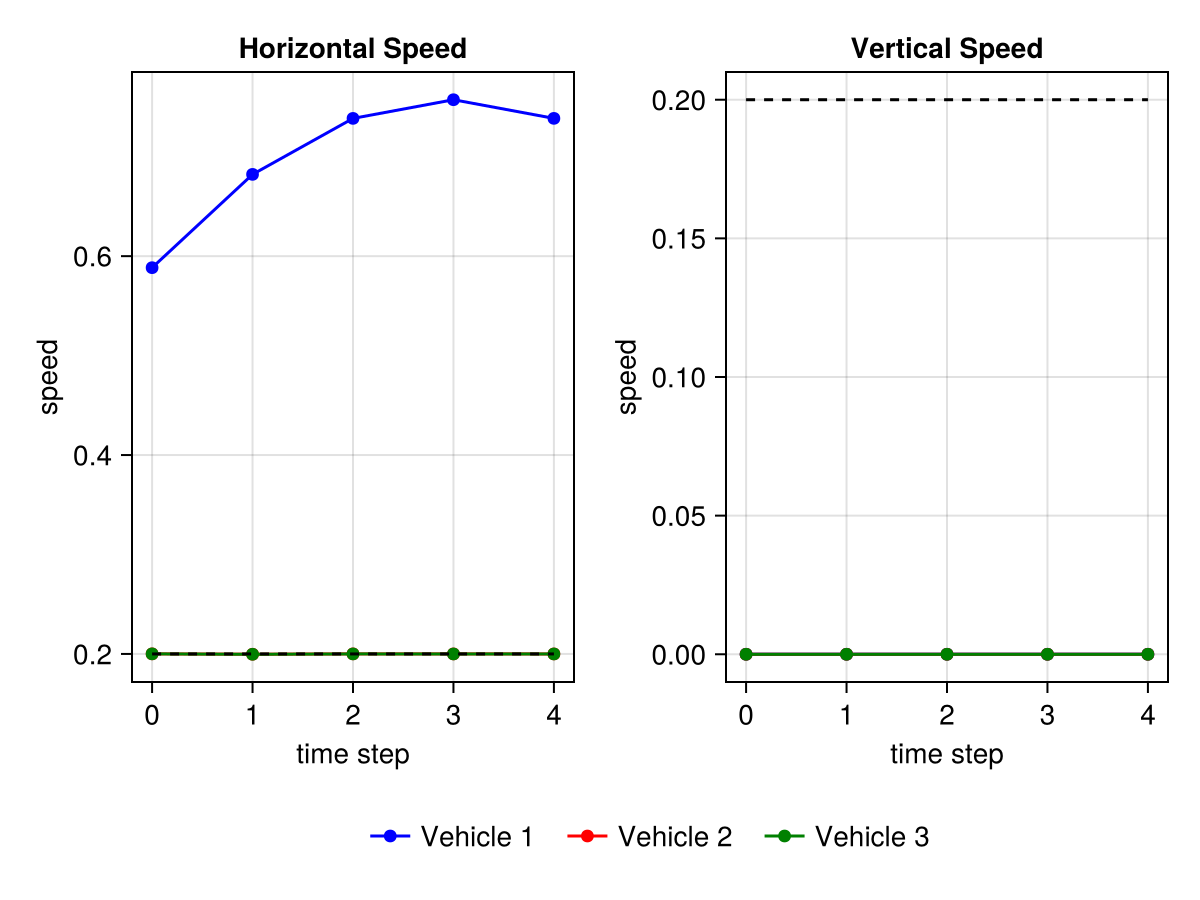 Horizontal Speed
speed
0.6
0.4
0.2
0 1 2 3 4
time step
Vertical Speed
speed
0.20
0.15
0.10
0.05
0.00
0 1 2 3 4
time step
Vehicle 1 Vehicle 2 Vehicle 3